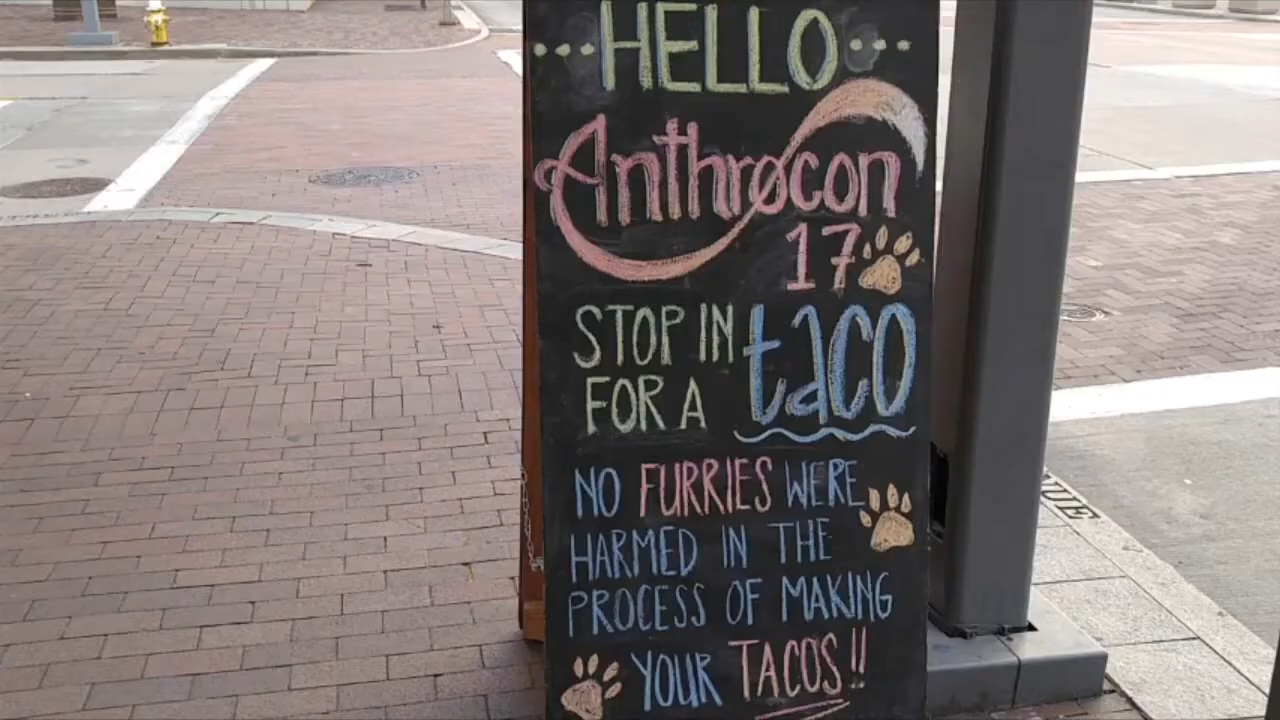 HELLO
Anthrocon
17
STOP IN
FOR A taco
NO FURRIES WERE
HARMED IN THE
PROCESS OF MAKING
YOUR TACOS!!